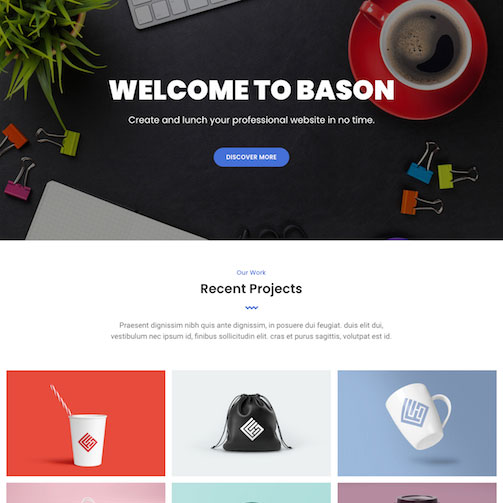 WELCOME TO BASON
Create and lunch your professional website in no time.
DISCOVER MORE
Our Work
Recent Projects
Praesent dignissim nibh quis ante dignissim, in posuere dui feugiat. duis elit dui,
vestibulum nec ipsum id, finibus sollicitudin elit. cras et purus sagittis, volutpat est id.